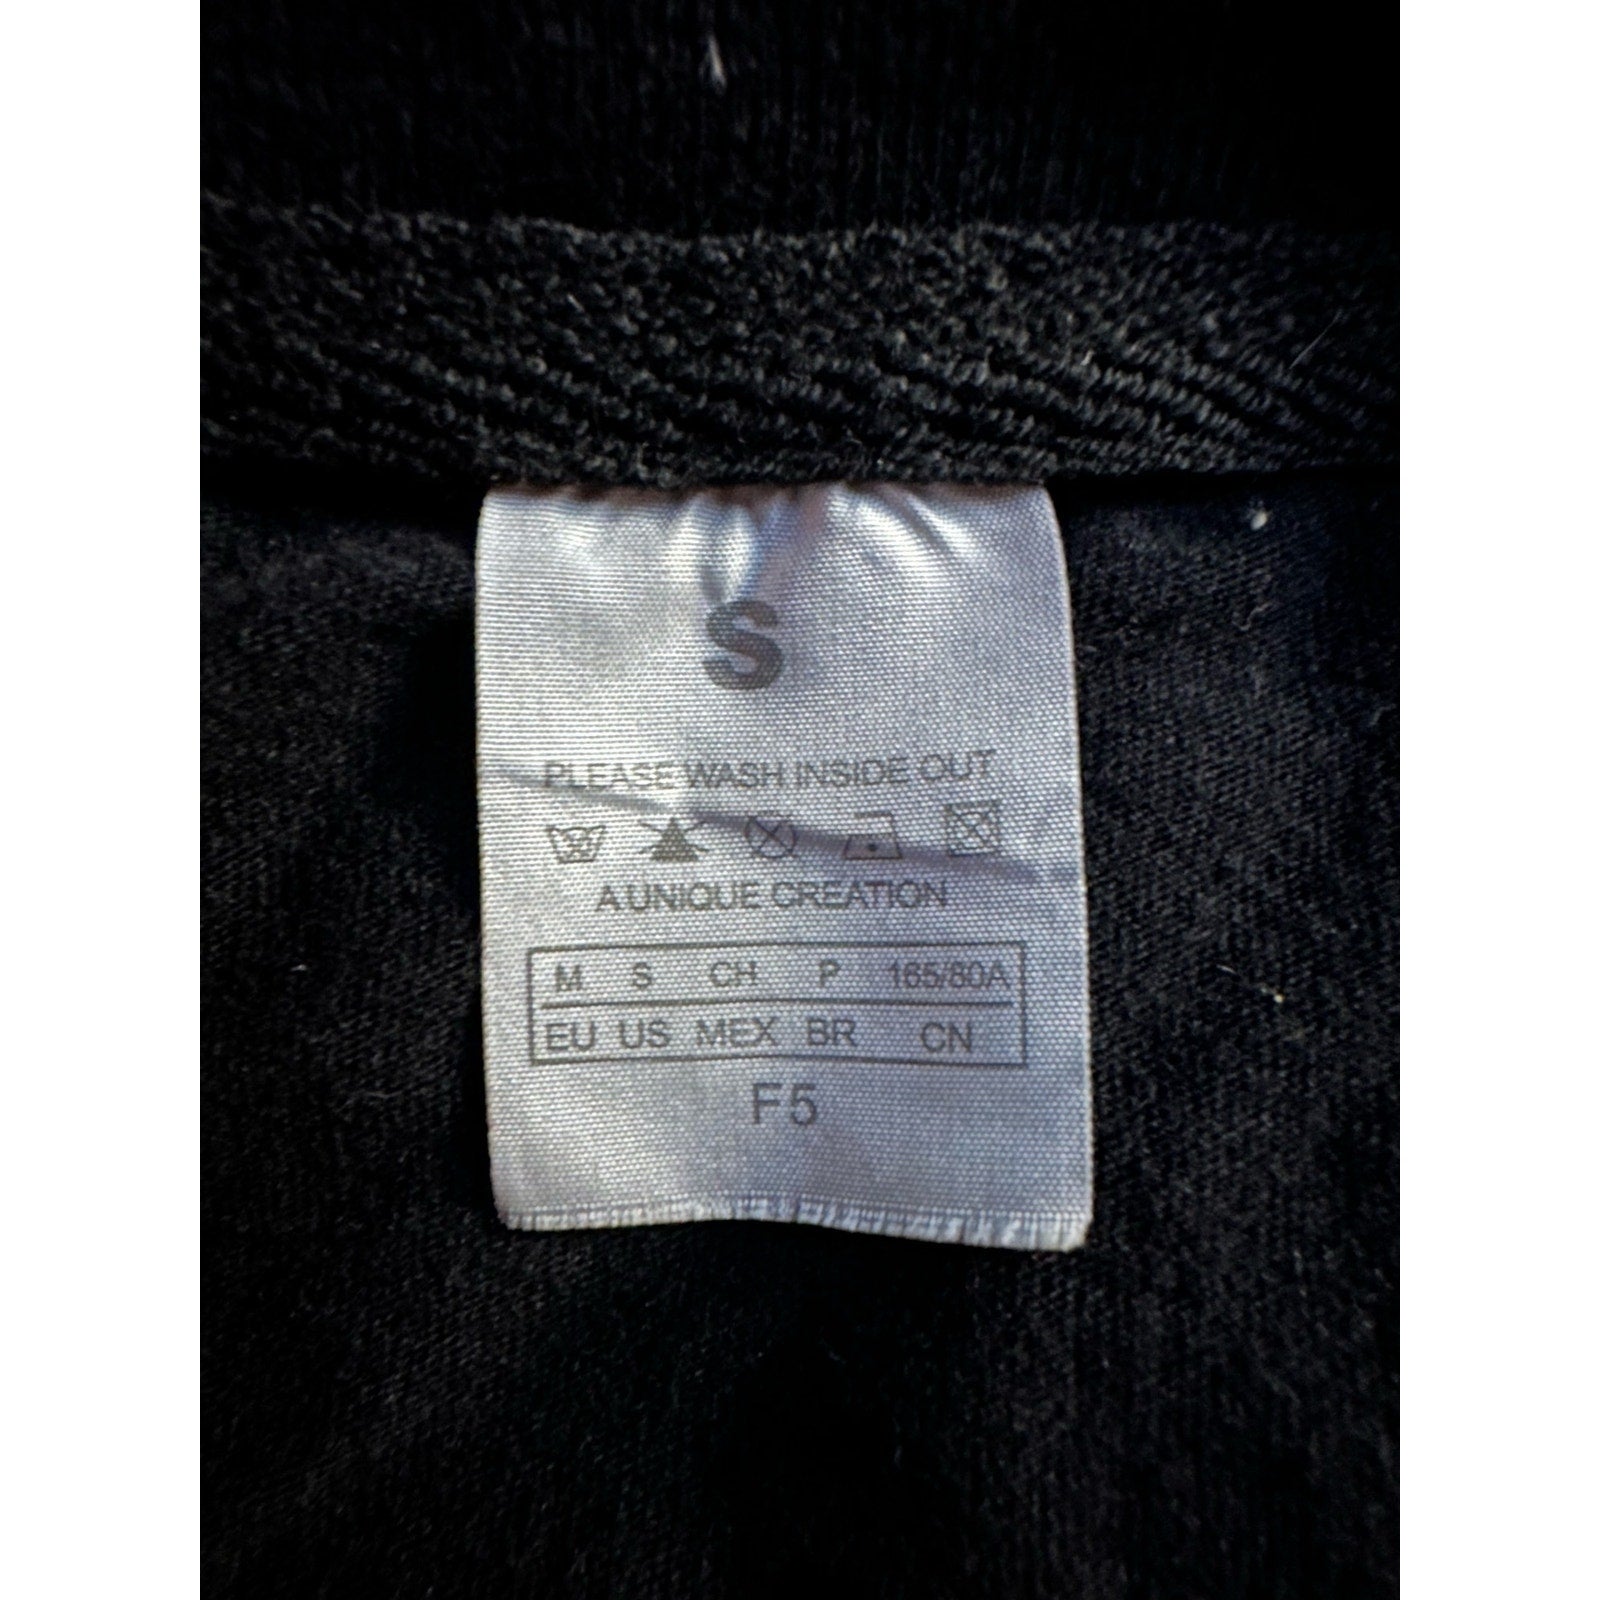 S
PLEASE WASH INSIDE OUT
A UNIQUE CREATION
M S CH P 165/80A
EU US MEX BR CN
F5